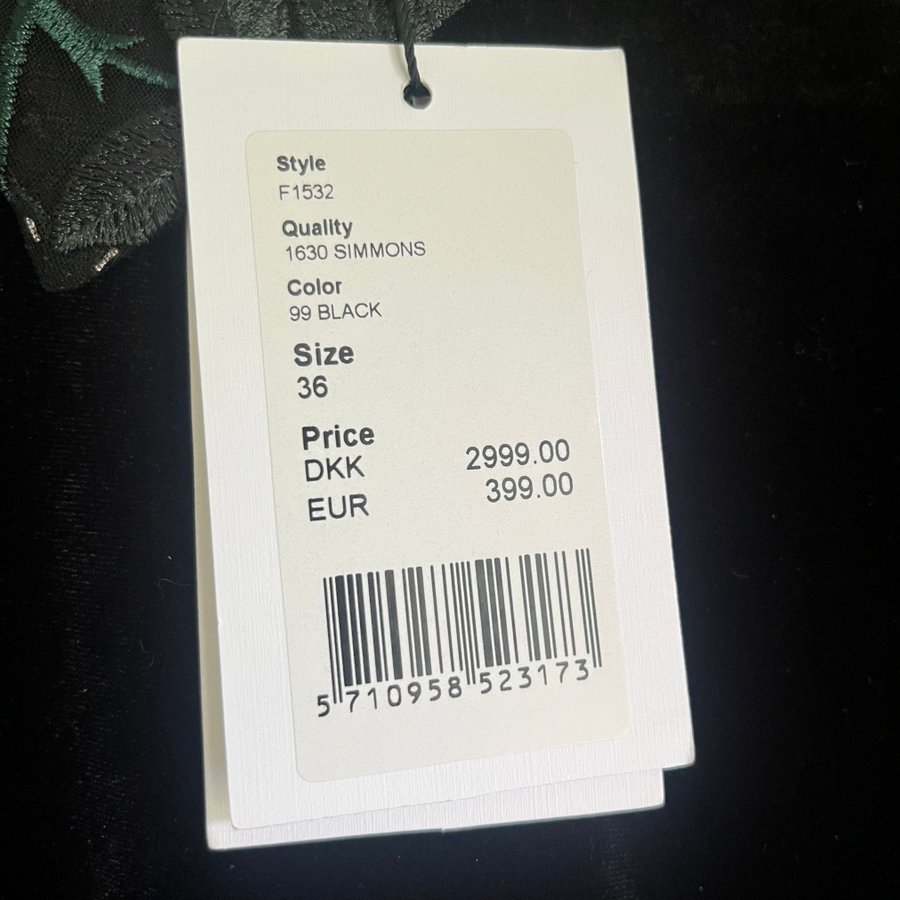 Style
F1532
Quality
1630 SIMMONS
Color
99 BLACK
Size
36
Price
DKK 2999.00
EUR 399.00
5 710958 523173